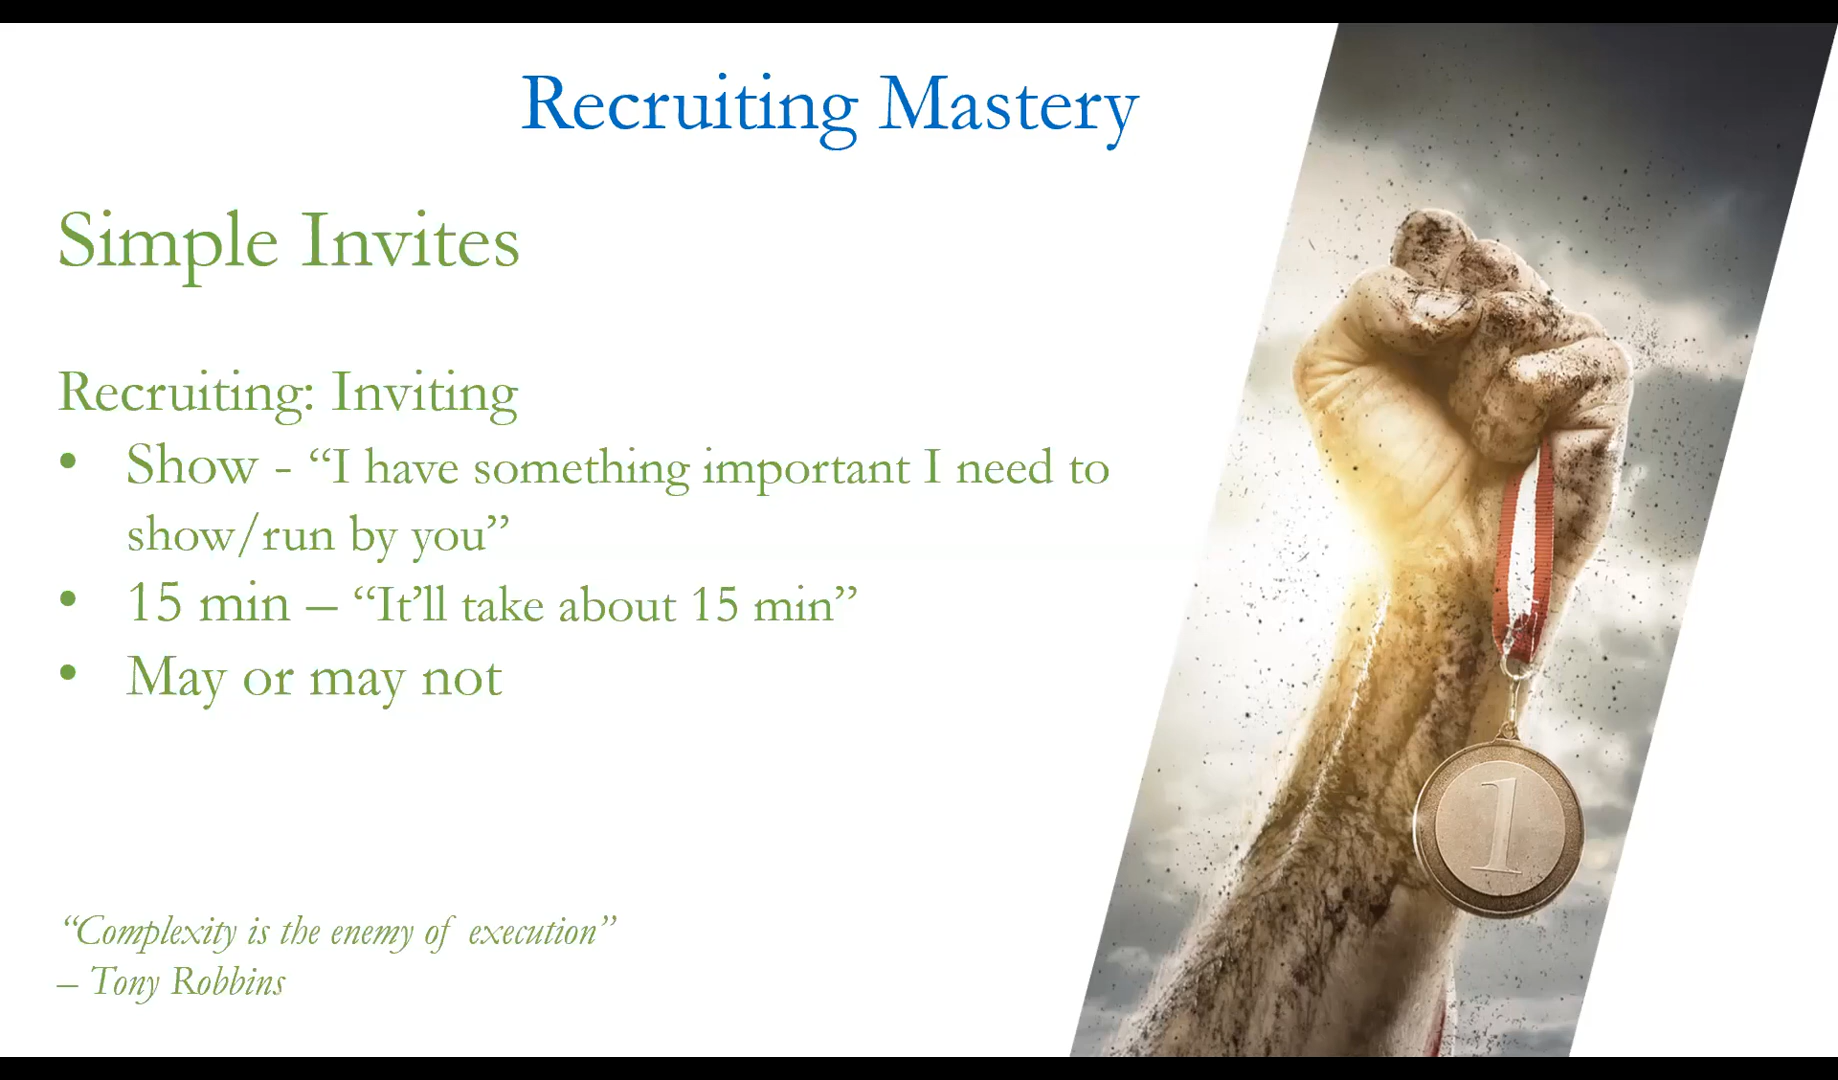 Recruiting Mastery
Simple Invites
Recruiting: Inviting
• Show - “I have something important I need to
show/run by you”
• 15 min – “It’ll take about 15 min”
• May or may not
“Complexity is the enemy of execution”
– Tony Robbins
1